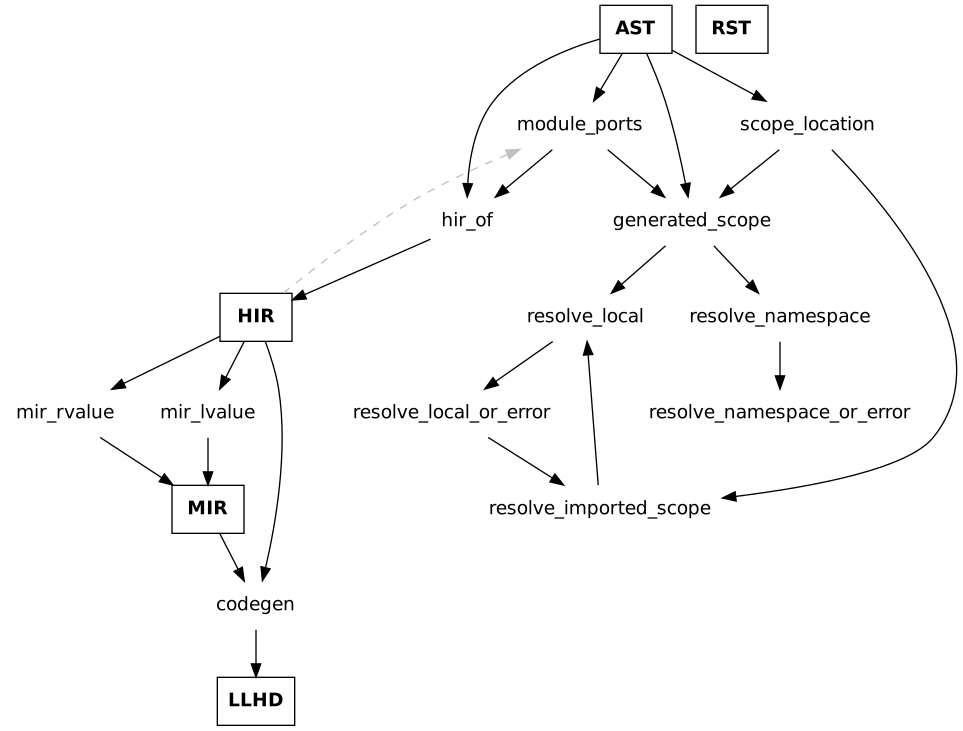 AST RST
module_ports scope_location
hir_of generated_scope
HIR resolve_local resolve_namespace
mir_rvalue mir_lvalue resolve_local_or_error resolve_namespace_or_error
MIR resolve_imported_scope
codegen
LLHD